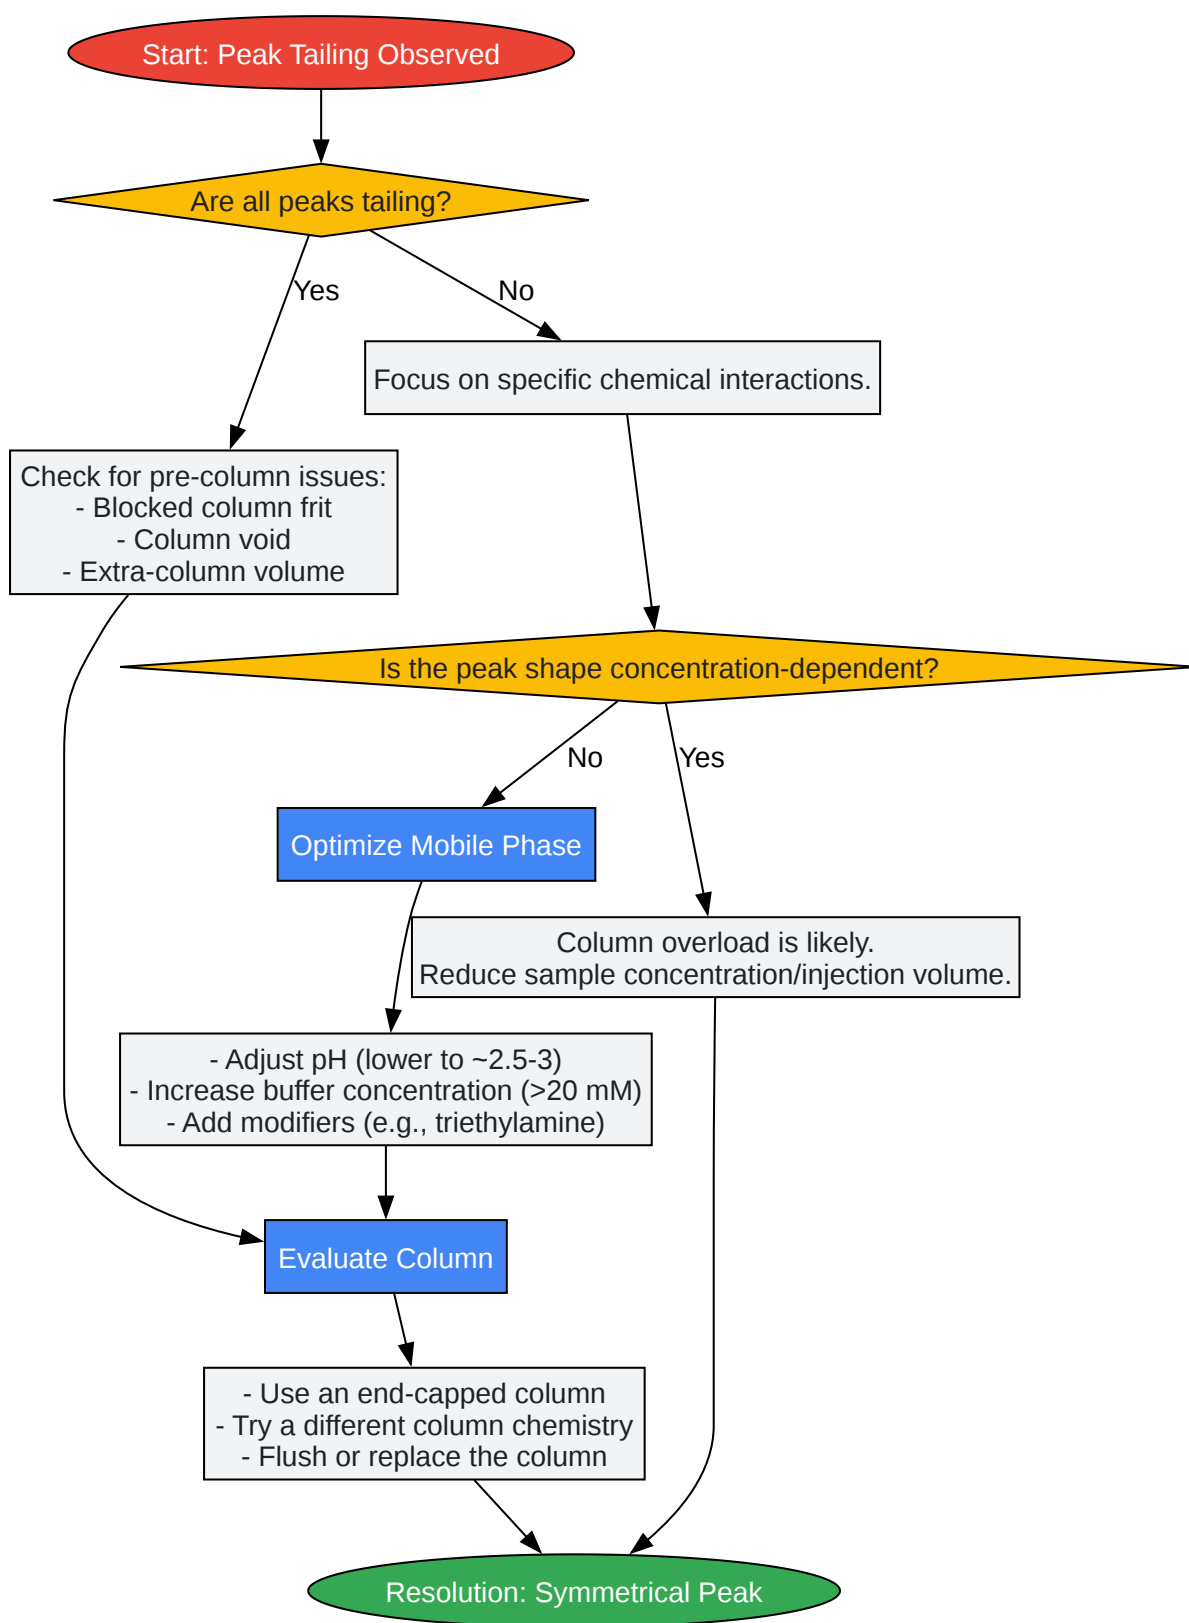 Start: Peak Tailing Observed
Are all peaks tailing?
Yes
No
Focus on specific chemical interactions.
Check for pre-column issues:
- Blocked column frit
- Column void
- Extra-column volume
Is the peak shape concentration-dependent?
No
Yes
Optimize Mobile Phase
Column overload is likely.
Reduce sample concentration/injection volume.
- Adjust pH (lower to ~2.5-3)
- Increase buffer concentration (>20 mM)
- Add modifiers (e.g., triethylamine)
Evaluate Column
- Use an end-capped column
- Try a different column chemistry
- Flush or replace the column
Resolution: Symmetrical Peak